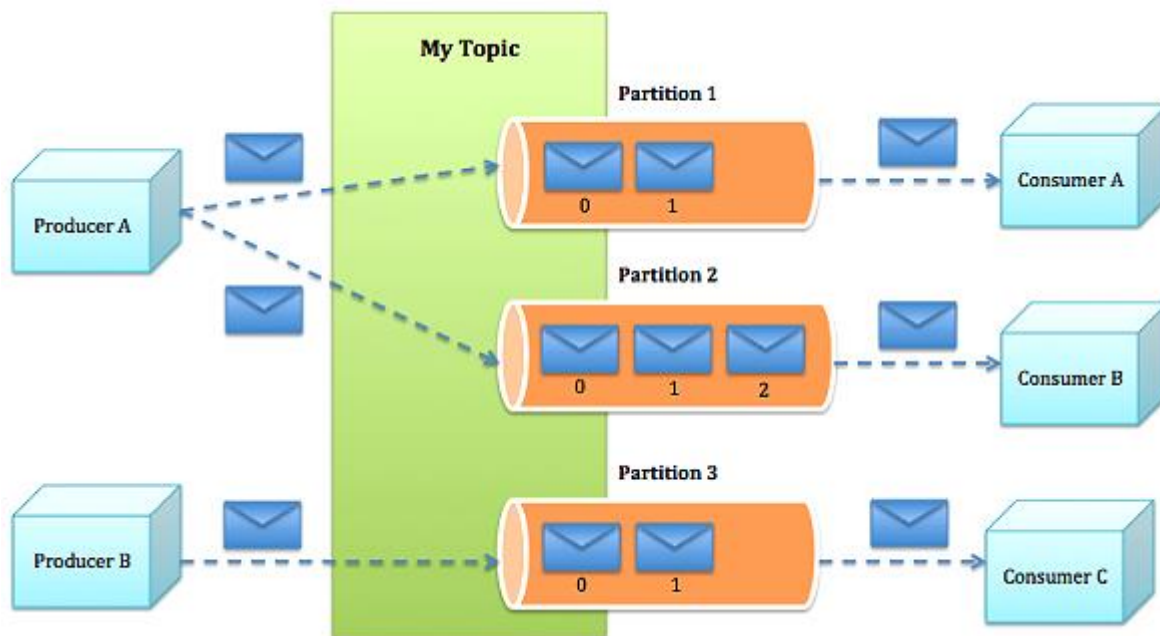 My Topic
Partition 1
Producer A
0 1
Consumer A
Partition 2
0 1 2
Consumer B
Partition 3
Producer B
0 1
Consumer C